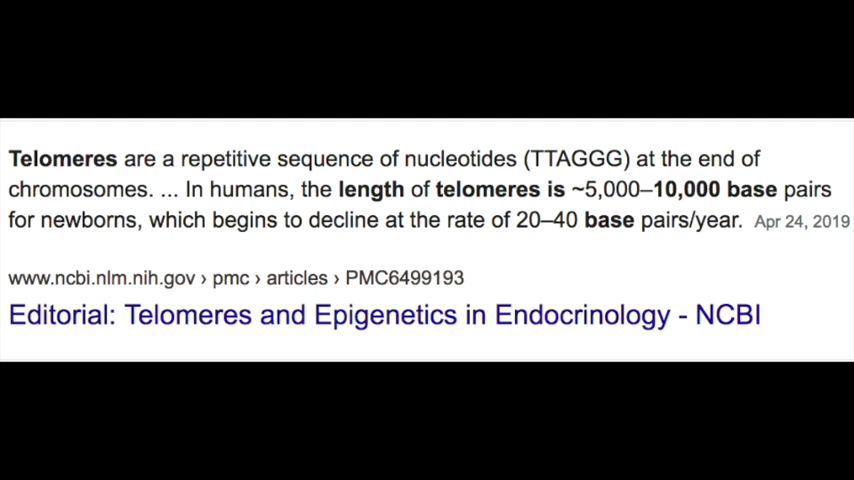 Telomeres are a repetitive sequence of nucleotides (TTAGGG) at the end of
chromosomes. ... In humans, the length of telomeres is ~5,000–10,000 base pairs
for newborns, which begins to decline at the rate of 20–40 base pairs/year. Apr 24, 2019
www.ncbi.nlm.nih.gov › pmc › articles › PMC6499193
Editorial: Telomeres and Epigenetics in Endocrinology - NCBI